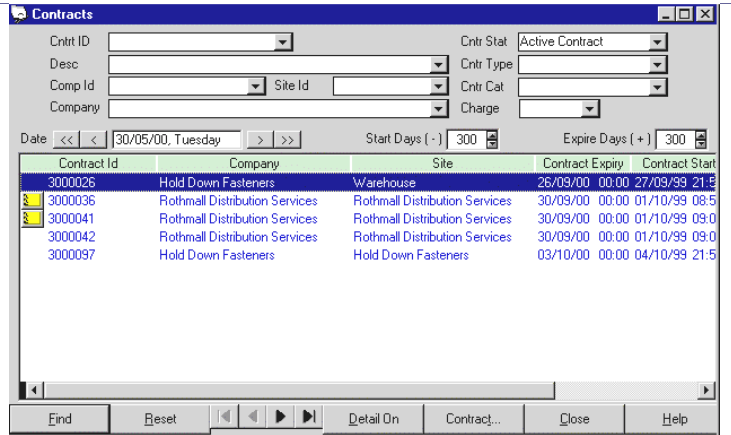 Contracts
Cntrt ID Cntr Stat Active Contract
Desc Cntr Type
Comp Id Site Id Cntr Cat
Company Charge
Date << < 30/05/00, Tuesday > >> Start Days ( - ) 300 Expire Days ( + ) 300
Contract Id Company Site Contract Expiry Contract Start
3000026 Hold Down Fasteners Warehouse 26/09/00 00:00 27/09/99 21:5
3000036 Rothmall Distribution Services Rothmall Distribution Services 30/09/00 00:00 01/10/99 08:5
3000041 Rothmall Distribution Services Rothmall Distribution Services 30/09/00 00:00 01/10/99 09:0
3000042 Rothmall Distribution Services Rothmall Distribution Services 30/09/00 00:00 01/10/99 09:0
3000097 Hold Down Fasteners Hold Down Fasteners 03/10/00 00:00 04/10/99 21:5
Find Reset Detail On Contract... Close Help